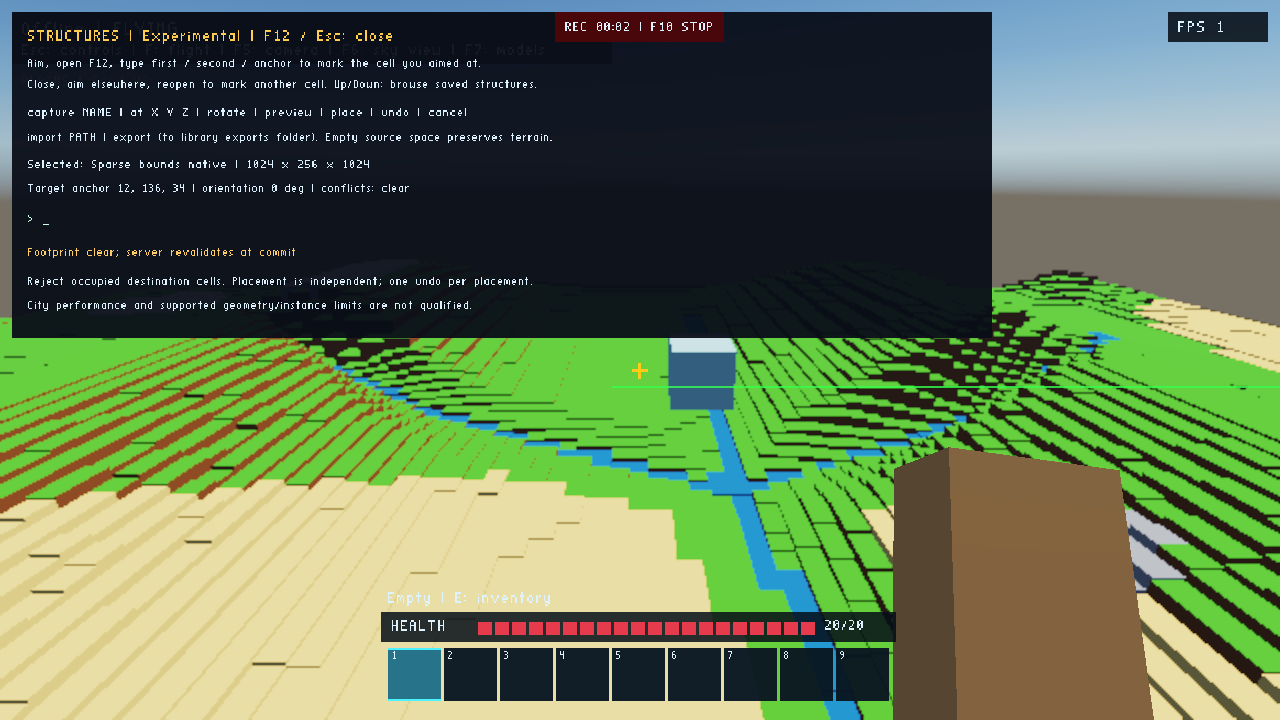 REC 00:02 | F10 STOP
FPS 1
STRUCTURES | Experimental | F12 / Esc: close
Aim, open F12, type first / second / anchor to mark the cell you aimed at.
Close, aim elsewhere, reopen to mark another cell. Up/Down: browse saved structures.
capture NAME | at X Y Z | rotate | preview | place | undo | cancel
import PATH | export (to library exports folder). Empty source space preserves terrain.
Selected: Sparse bounds native | 1024 x 256 x 1024
Target anchor 12, 136, 34 | orientation 0 deg | conflicts: clear
> _
Footprint clear; server revalidates at commit
Reject occupied destination cells. Placement is independent; one undo per placement.
City performance and supported geometry/instance limits are not qualified.
Empty | E: inventory
HEALTH 20/20
1 2 3 4 5 6 7 8 9